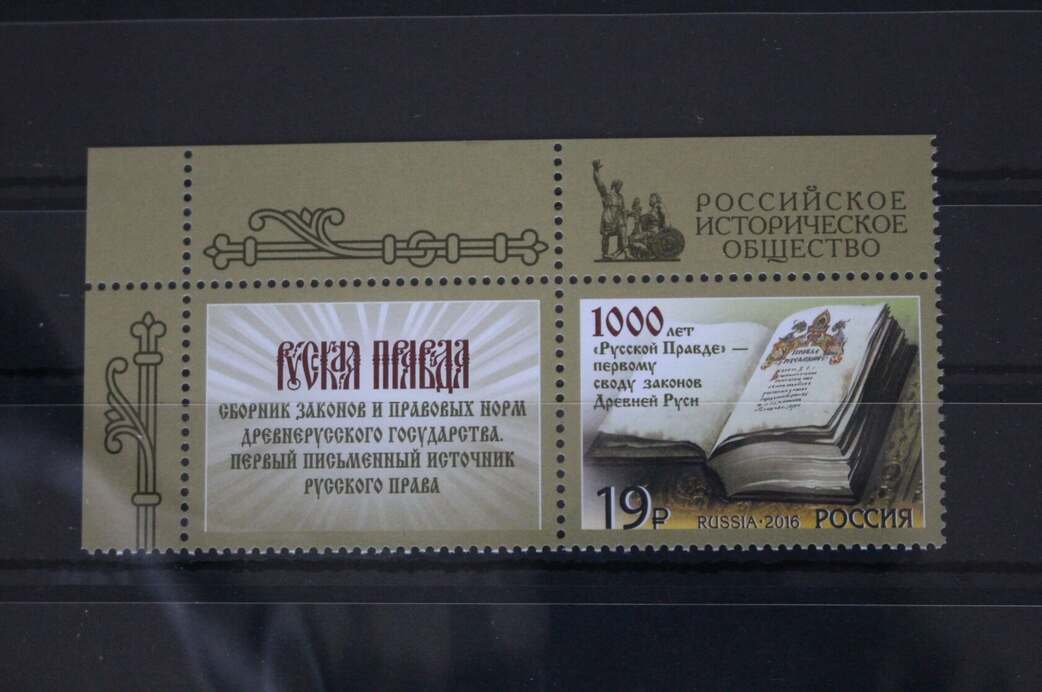 РОССИЙСКОЕ
ИСТОРИЧЕСКОЕ
ОБЩЕСТВО
РУСКАЯ ПРАВДА
СБОРНИК ЗАКОНОВ И ПРАВОВЫХ НОРМ
ДРЕВНЕРУССКОГО ГОСУДАРСТВА.
ПЕРВЫЙ ПИСЬМЕННЫЙ ИСТОЧНИК
РУССКОГО ПРАВА
1000 лет
«Русской Правде» —
первому
своду законов
Древней Руси
19₽ RUSSIA·2016 РОССИЯ